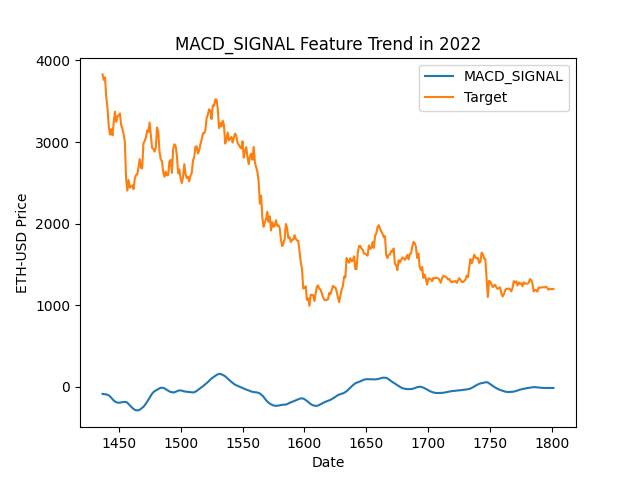 MACD_SIGNAL Feature Trend in 2022
MACD_SIGNAL
Target
ETH-USD Price
4000
3000
2000
1000
0
1450 1500 1550 1600 1650 1700 1750 1800
Date